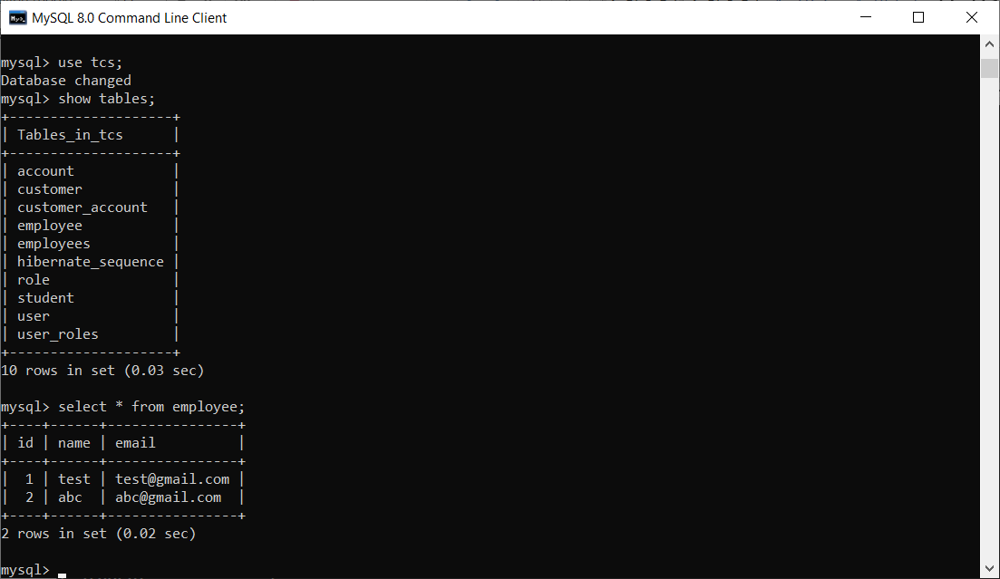 MySQL 8.0 Command Line Client
mysql> use tcs;
Database changed
mysql> show tables;
+--------------------+
| Tables_in_tcs      |
+--------------------+
| account            |
| customer           |
| customer_account   |
| employee           |
| employees          |
| hibernate_sequence |
| role               |
| student            |
| user               |
| user_roles         |
+--------------------+
10 rows in set (0.03 sec)
mysql> select * from employee;
+----+------+----------------+
| id | name | email          |
+----+------+----------------+
|  1 | test | test@gmail.com |
|  2 | abc  | abc@gmail.com  |
+----+------+----------------+
2 rows in set (0.02 sec)
mysql>